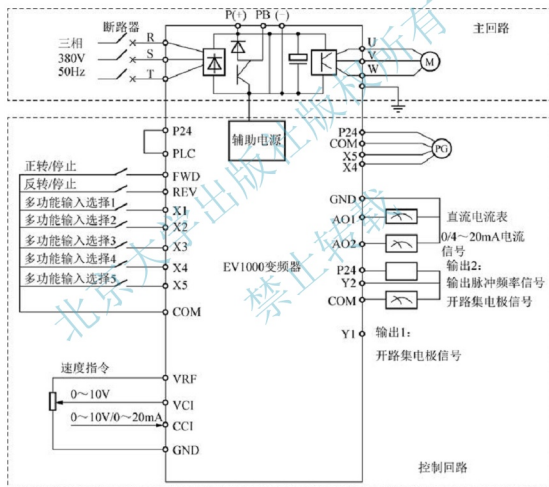 断路器
P(+) PB (−)
主回路
三相
380V
50Hz
R
S
T
U
V
W
M
辅助电源
P24
PLC
正转/停止
FWD
反转/停止
REV
多功能输入选择1
X1
多功能输入选择2
X2
多功能输入选择3
X3
多功能输入选择4
X4
多功能输入选择5
X5
COM
EV1000变频器
P24
COM
X5
X4
PG
GND
AO1
直流电流表
AO2
0/4～20mA电流
信号
P24
输出2：
Y2
输出脉冲频率信号
COM
开路集电极信号
Y1
输出1：
开路集电极信号
速度指令
VRF
0～10V
VCI
0～10V/0～20mA
CCI
GND
控制回路
北京大学出版社版权所有
禁止转载